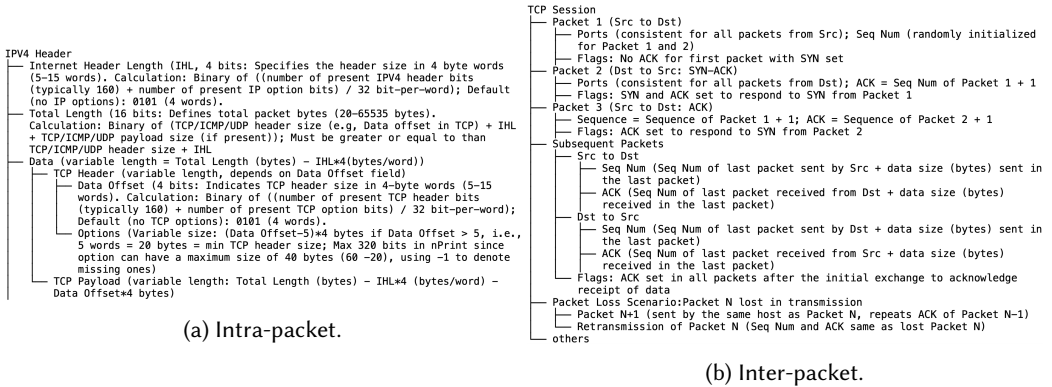 IPV4 Header
Internet Header Length (IHL, 4 bits: Specifies the header size in 4 byte words
(5-15 words). Calculation: Binary of ((number of present IPV4 header bits
(typically 160) + number of present IP option bits) / 32 bit-per-word); Default
(no IP options): 0101 (4 words).
Total Length (16 bits: Defines total packet bytes (20-65535 bytes).
Calculation: Binary of (TCP/ICMP/UDP header size (e.g, Data offset in TCP) + IHL
+ TCP/ICMP/UDP payload size (if present)); Must be greater or equal to than
TCP/ICMP/UDP header size + IHL
Data (variable length = Total Length (bytes) - IHL*4(bytes/word))
TCP Header (variable length, depends on Data Offset field)
Data Offset (4 bits: Indicates TCP header size in 4-byte words (5-15
words). Calculation: Binary of ((number of present TCP header bits
(typically 160) + number of present TCP option bits) / 32 bit-per-word);
Default (no TCP options): 0101 (4 words).
Options (Variable size: (Data Offset-5)*4 bytes if Data Offset > 5, i.e.,
5 words = 20 bytes = min TCP header size; Max 320 bits in nPrint since
option can have a maximum size of 40 bytes (60 -20), using -1 to denote
missing ones)
TCP Payload (variable length: Total Length (bytes) - IHL*4 (bytes/word) -
Data Offset*4 bytes)
(a) Intra-packet.
TCP Session
Packet 1 (Src to Dst)
Ports (consistent for all packets from Src); Seq Num (randomly initialized
for Packet 1 and 2)
Flags: No ACK for first packet with SYN set
Packet 2 (Dst to Src: SYN-ACK)
Ports (consistent for all packets from Dst); ACK = Seq Num of Packet 1 + 1
Flags: SYN and ACK set to respond to SYN from Packet 1
Packet 3 (Src to Dst: ACK)
Sequence = Sequence of Packet 1 + 1; ACK = Sequence of Packet 2 + 1
Flags: ACK set to respond to SYN from Packet 2
Subsequent Packets
Src to Dst
Seq Num (Seq Num of last packet sent by Src + data size (bytes) sent in
the last packet)
ACK (Seq Num of last packet received from Dst + data size (bytes)
received in the last packet)
Dst to Src
Seq Num (Seq Num of last packet sent by Dst + data size (bytes) sent in
the last packet)
ACK (Seq Num of last packet received from Src + data size (bytes)
received in the last packet)
Flags: ACK set in all packets after the initial exchange to acknowledge
receipt of data
Packet Loss Scenario:Packet N lost in transmission
Packet N+1 (sent by the same host as Packet N, repeats ACK of Packet N-1)
Retransmission of Packet N (Seq Num and ACK same as lost Packet N)
others
(b) Inter-packet.